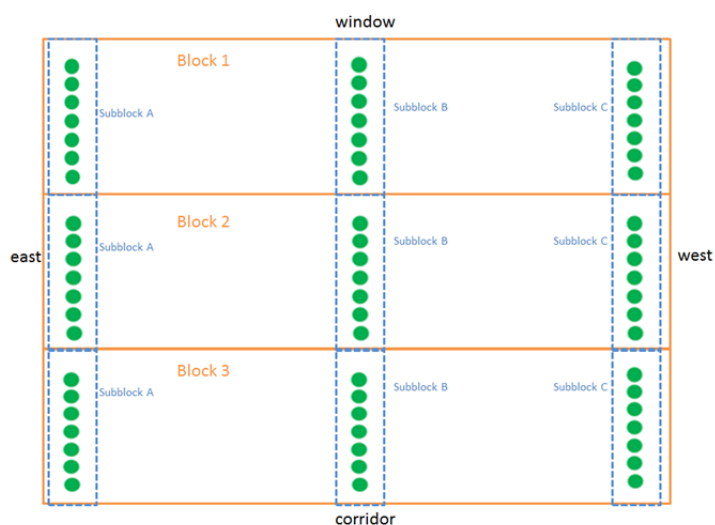 window
Block 1
Subblock A
Subblock B
Subblock C
Block 2
Subblock A
Subblock B
Subblock C
east
west
Block 3
Subblock A
Subblock B
Subblock C
corridor